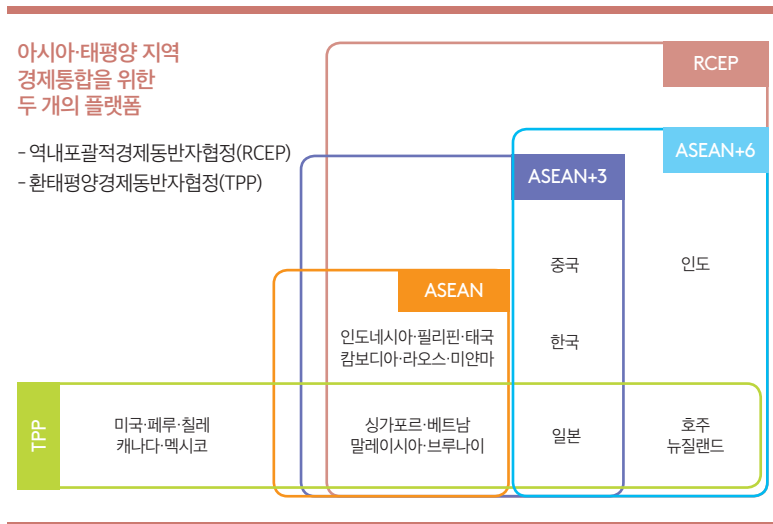 아시아·태평양 지역
경제통합을 위한
두 개의 플랫폼
- 역내포괄적경제동반자협정(RCEP)
- 환태평양경제동반자협정(TPP)
RCEP
ASEAN+6
ASEAN+3
중국
인도
ASEAN
인도네시아·필리핀·태국
캄보디아·라오스·미얀마
한국
TPP
미국·페루·칠레
캐나다·멕시코
싱가포르·베트남
말레이시아·브루나이
일본
호주
뉴질랜드